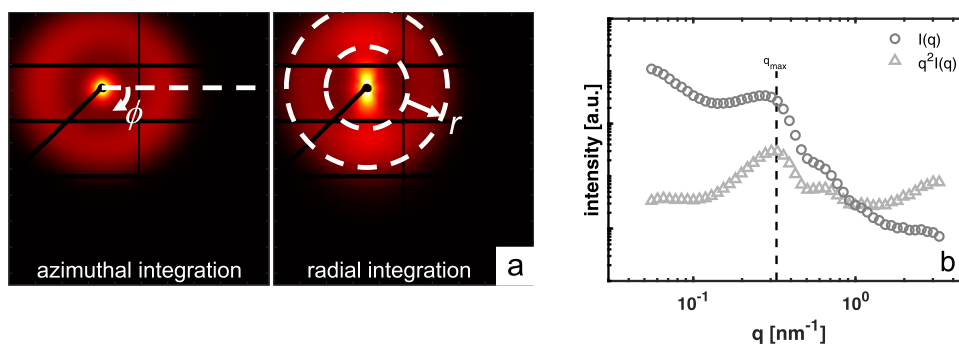 ϕ
r
azimuthal integration
radial integration
a
intensity [a.u.]
q_max
I(q)
q²I(q)
b
10⁻¹
10⁰
q [nm⁻¹]